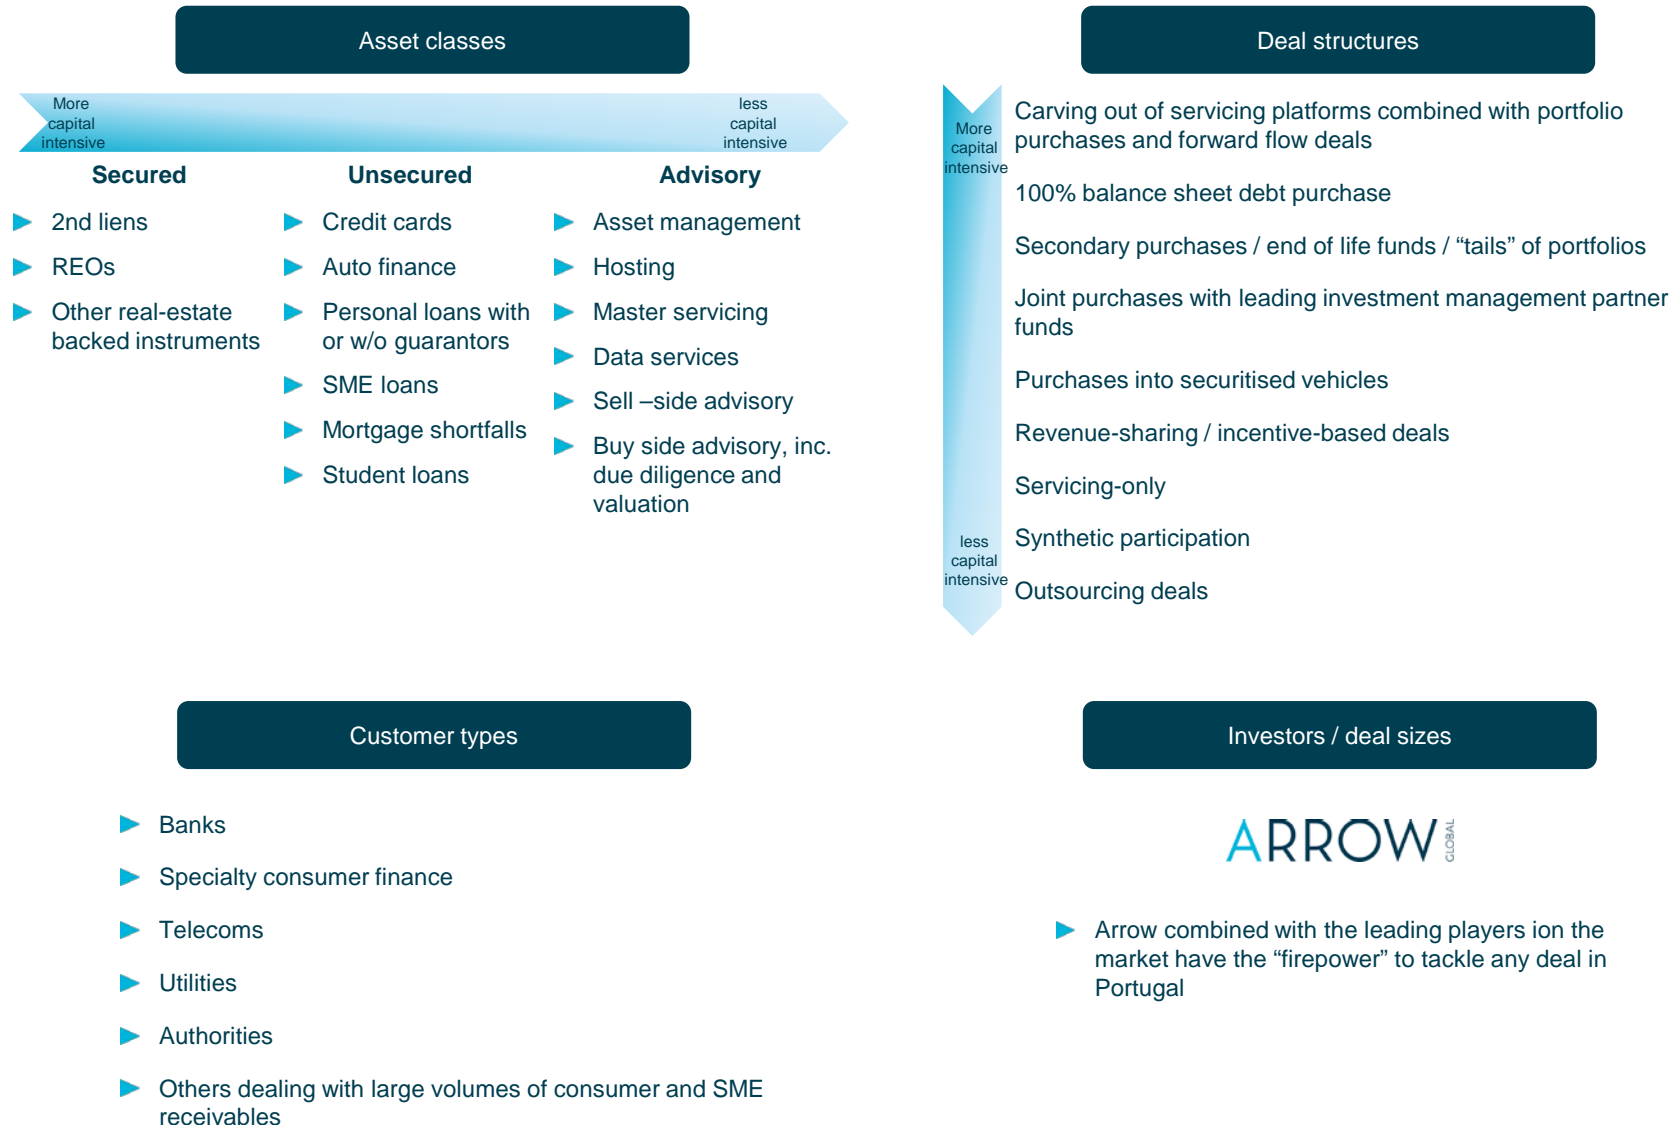 Asset classes
More
capital
intensive
less
capital
intensive
Secured
2nd liens
REOs
Other real-estate
backed instruments
Unsecured
Credit cards
Auto finance
Personal loans with
or w/o guarantors
SME loans
Mortgage shortfalls
Student loans
Advisory
Asset management
Hosting
Master servicing
Data services
Sell –side advisory
Buy side advisory, inc.
due diligence and
valuation
Deal structures
More
capital
intensive
less
capital
intensive
Carving out of servicing platforms combined with portfolio
purchases and forward flow deals
100% balance sheet debt purchase
Secondary purchases / end of life funds / “tails” of portfolios
Joint purchases with leading investment management partner
funds
Purchases into securitised vehicles
Revenue-sharing / incentive-based deals
Servicing-only
Synthetic participation
Outsourcing deals
Customer types
Banks
Specialty consumer finance
Telecoms
Utilities
Authorities
Others dealing with large volumes of consumer and SME
receivables
Investors / deal sizes
ARROW GLOBAL
Arrow combined with the leading players ion the
market have the “firepower” to tackle any deal in
Portugal